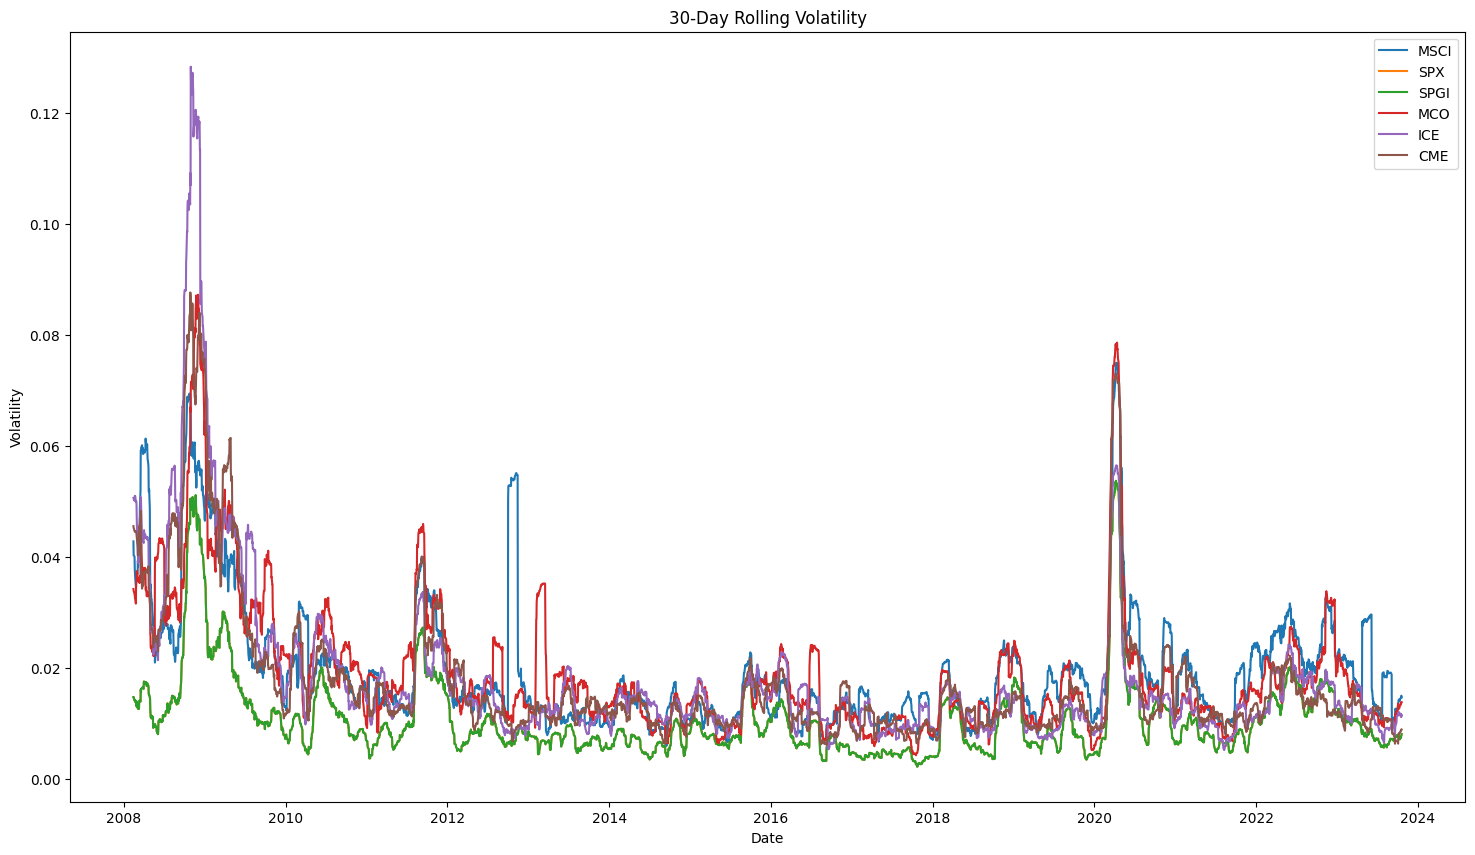 30-Day Rolling Volatility
MSCI
SPX
SPGI
MCO
ICE
CME
Volatility
0.12
0.10
0.08
0.06
0.04
0.02
0.00
2008 2010 2012 2014 2016 2018 2020 2022 2024
Date